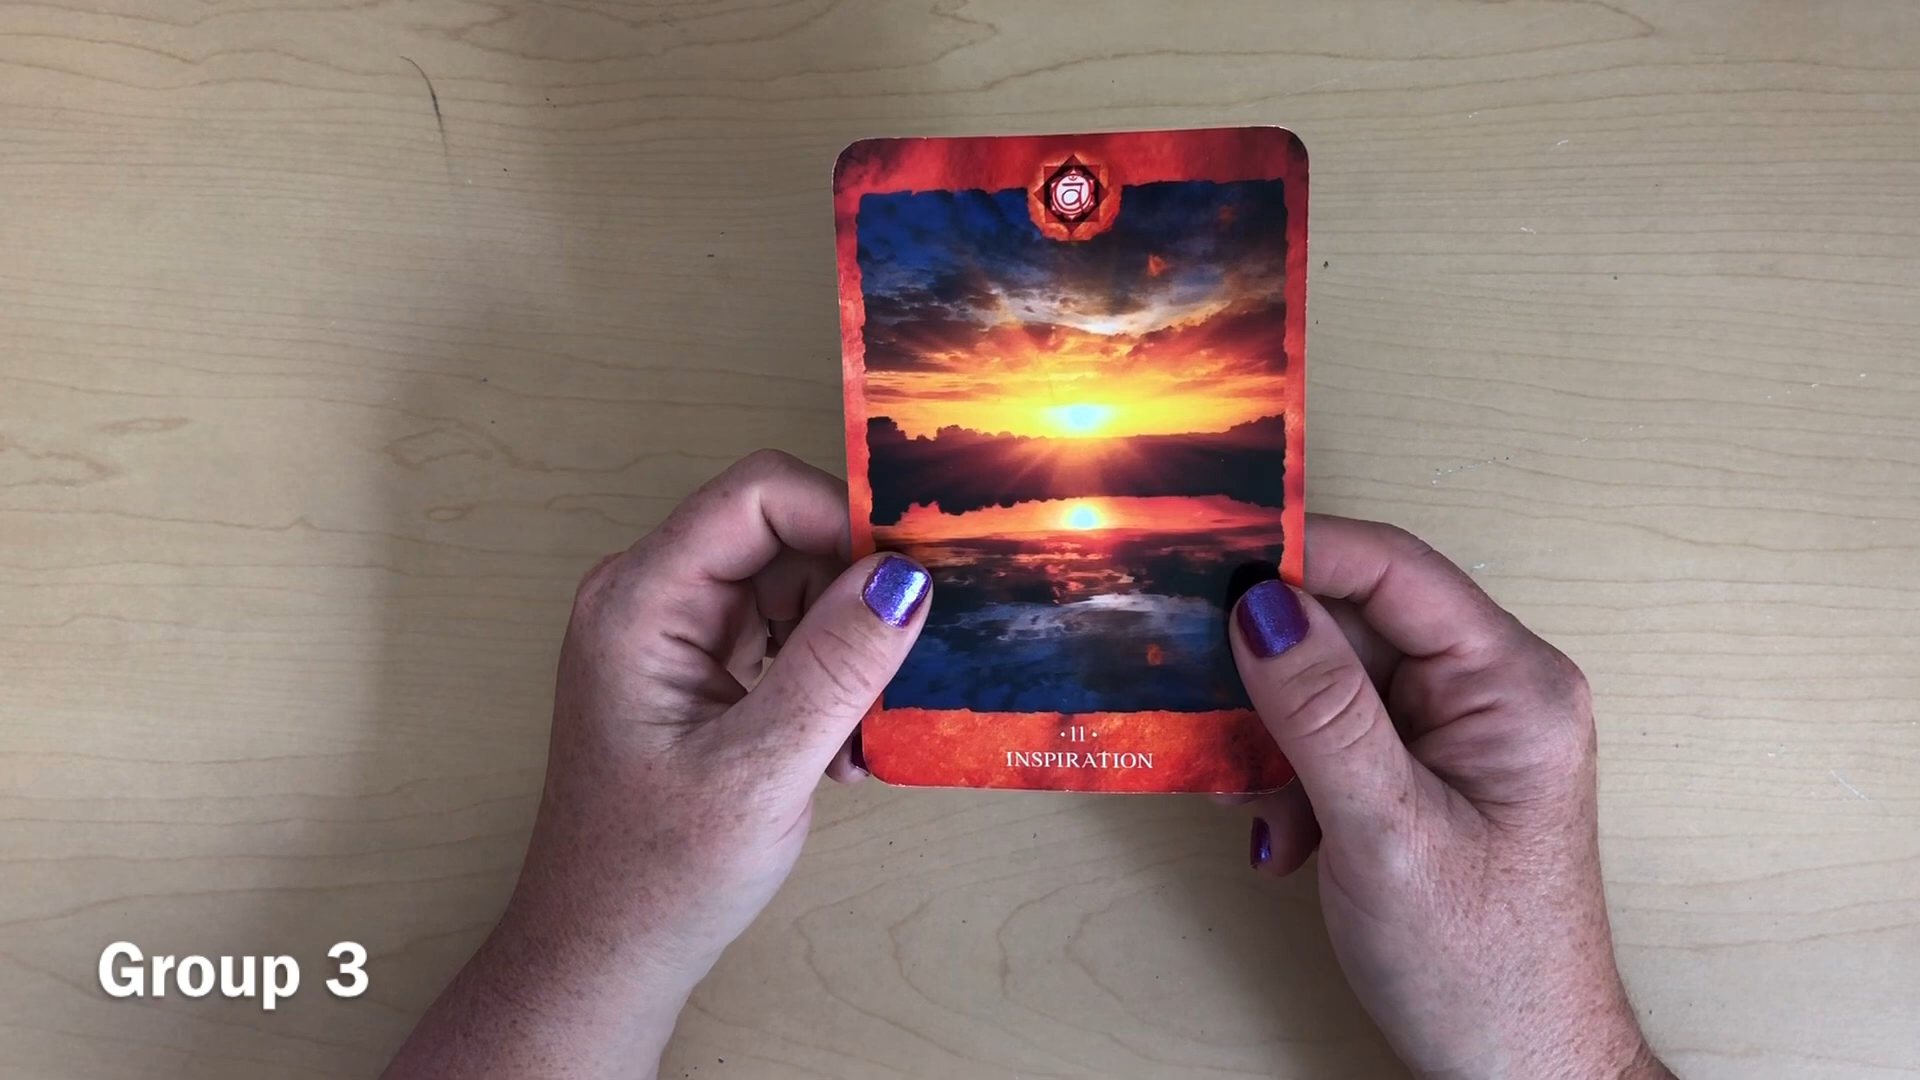 वं
• 11 •
INSPIRATION
Group 3